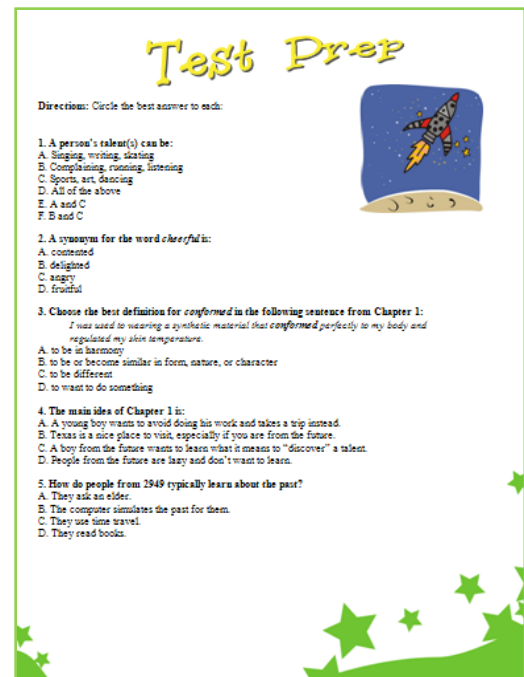 Test Prep
Directions: Circle the best answer to each:
1. A person's talent(s) can be:
A. Singing, writing, skating
B. Complaining, running, listening
C. Sports, art, dancing
D. All of the above
E. A and C
F. B and C
2. A synonym for the word cheerful is:
A. contented
B. delighted
C. angry
D. fruitful
3. Choose the best definition for conformed in the following sentence from Chapter 1:
I was used to wearing a synthetic material that conformed perfectly to my body and
regulated my skin temperature.
A. to be in harmony
B. to be or become similar in form, nature, or character
C. to be different
D. to want to do something
4. The main idea of Chapter 1 is:
A. A young boy wants to avoid doing his work and takes a trip instead.
B. Texas is a nice place to visit, especially if you are from the future.
C. A boy from the future wants to learn what it means to “discover” a talent.
D. People from the future are lazy and don't want to learn.
5. How do people from 2949 typically learn about the past?
A. They ask an elder.
B. The computer simulates the past for them.
C. They use time travel.
D. They read books.